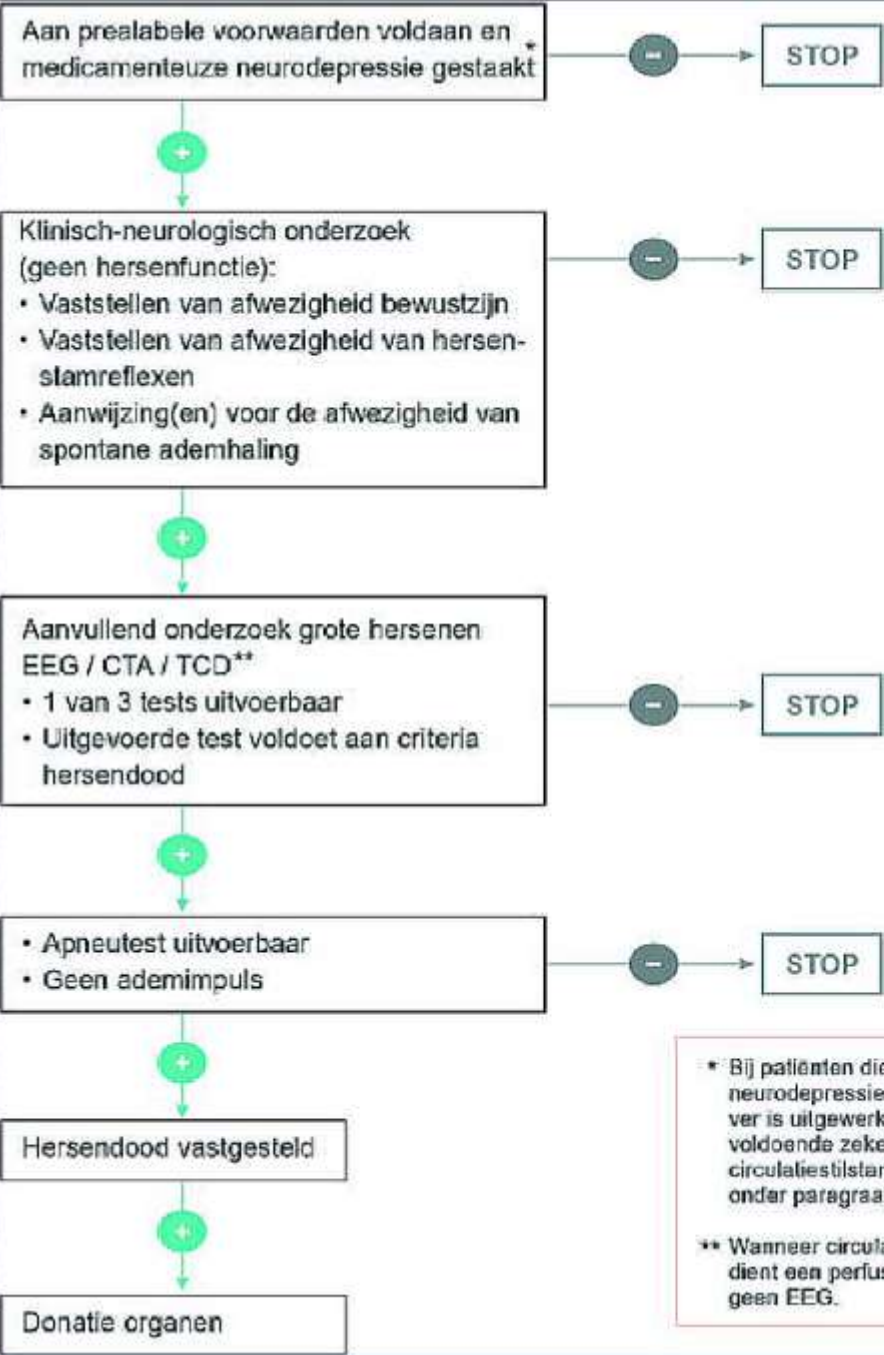 Aan prealabele voorwaarden voldaan en
medicamenteuze neurodepressie gestaakt*
STOP
+
-
Klinisch-neurologisch onderzoek
(geen hersenfunctie):
• Vaststellen van afwezigheid bewustzijn
• Vaststellen van afwezigheid van hersen-
stamreflexen
• Aanwijzing(en) voor de afwezigheid van
spontane ademhaling
-
STOP
+
Aanvullend onderzoek grote hersenen
EEG / CTA / TCD**
• 1 van 3 tests uitvoerbaar
• Uitgevoerde test voldoet aan criteria
hersendood
-
STOP
+
• Apneutest uitvoerbaar
• Geen ademimpuls
-
STOP
+
Hersendood vastgesteld
+
Donatie organen
* Bij patiënten die
neurodepressie
ver is uitgewerk
voldoende zeke
circulatiestilstan
onder paragraa
** Wanneer circula
dient een perfus
geen EEG.